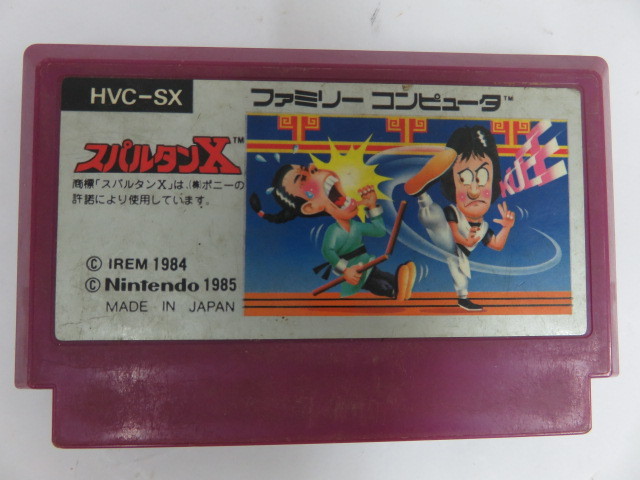 HVC-SX
ファミリー コンピュータ™
スパルタンX™
商標「スパルタンX」は、㈱ポニーの
許諾により使用しています。
© IREM 1984
© Nintendo 1985
MADE IN JAPAN